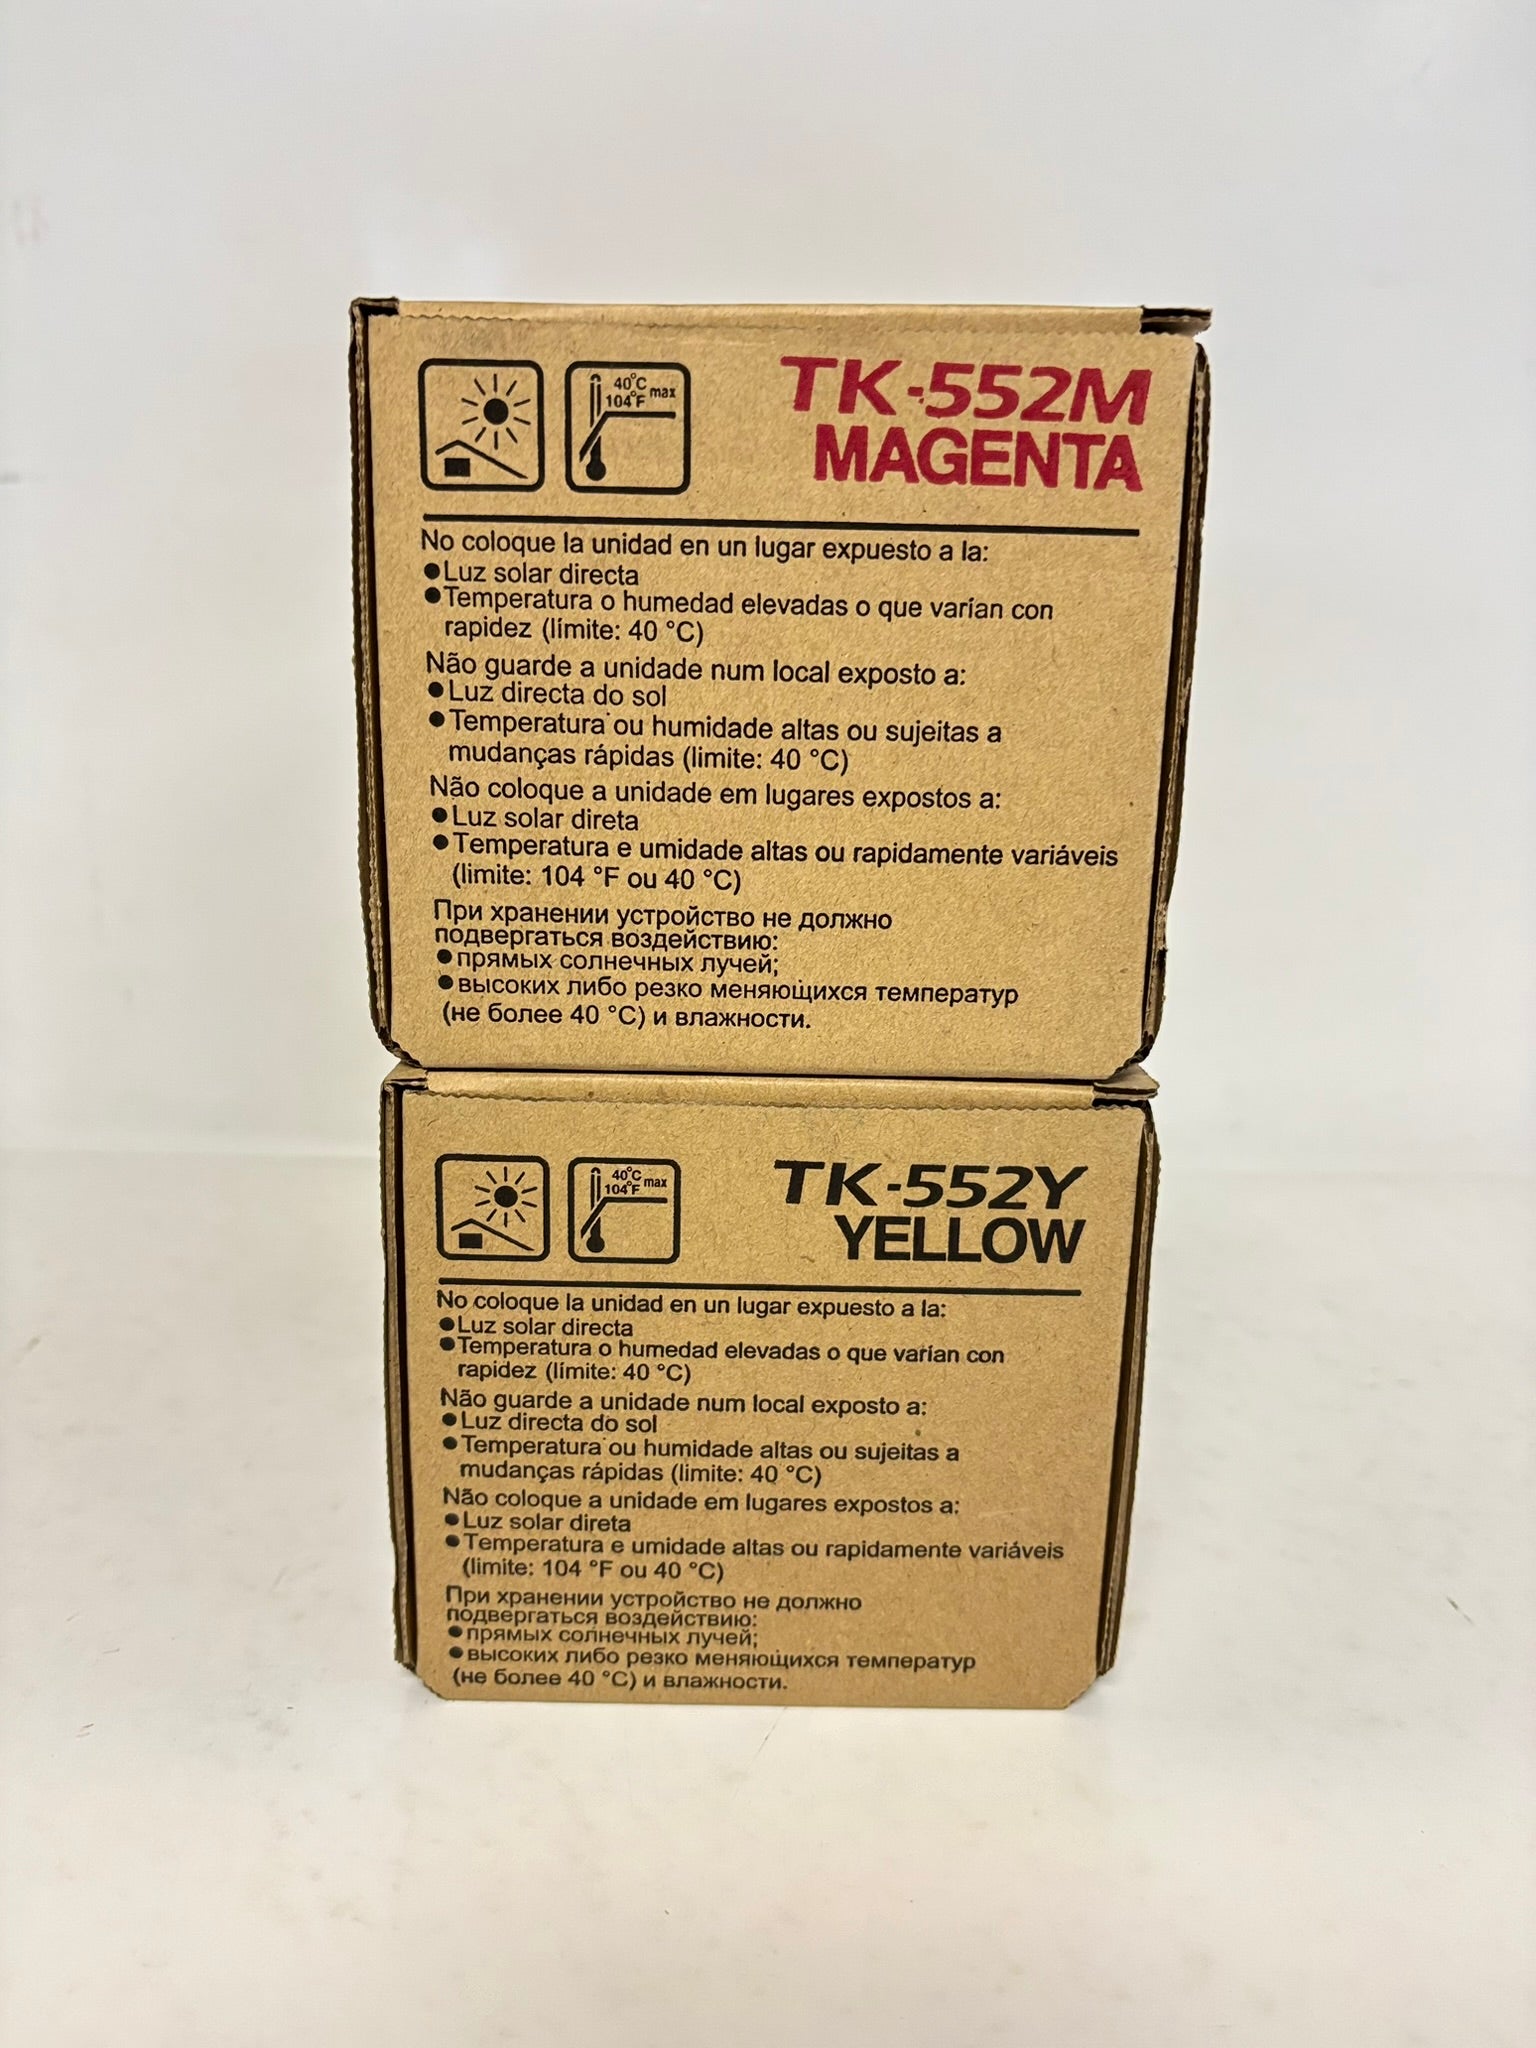 40°C
104°F max
TK-552M
MAGENTA
No coloque la unidad en un lugar expuesto a la:
●Luz solar directa
●Temperatura o humedad elevadas o que varían con
rapidez (límite: 40 °C)
Não guarde a unidade num local exposto a:
●Luz directa do sol
●Temperatura ou humidade altas ou sujeitas a
mudanças rápidas (limite: 40 °C)
Não coloque a unidade em lugares expostos a:
●Luz solar direta
●Temperatura e umidade altas ou rapidamente variáveis
(limite: 104 °F ou 40 °C)
При хранении устройство не должно
подвергаться воздействию:
●прямых солнечных лучей;
●высоких либо резко меняющихся температур
(не более 40 °C) и влажности.
40°C
104°F max
TK-552Y
YELLOW
No coloque la unidad en un lugar expuesto a la:
●Luz solar directa
●Temperatura o humedad elevadas o que varían con
rapidez (límite: 40 °C)
Não guarde a unidade num local exposto a:
●Luz directa do sol
●Temperatura ou humidade altas ou sujeitas a
mudanças rápidas (limite: 40 °C)
Não coloque a unidade em lugares expostos a:
●Luz solar direta
●Temperatura e umidade altas ou rapidamente variáveis
(limite: 104 °F ou 40 °C)
При хранении устройство не должно
подвергаться воздействию:
●прямых солнечных лучей;
●высоких либо резко меняющихся температур
(не более 40 °C) и влажности.